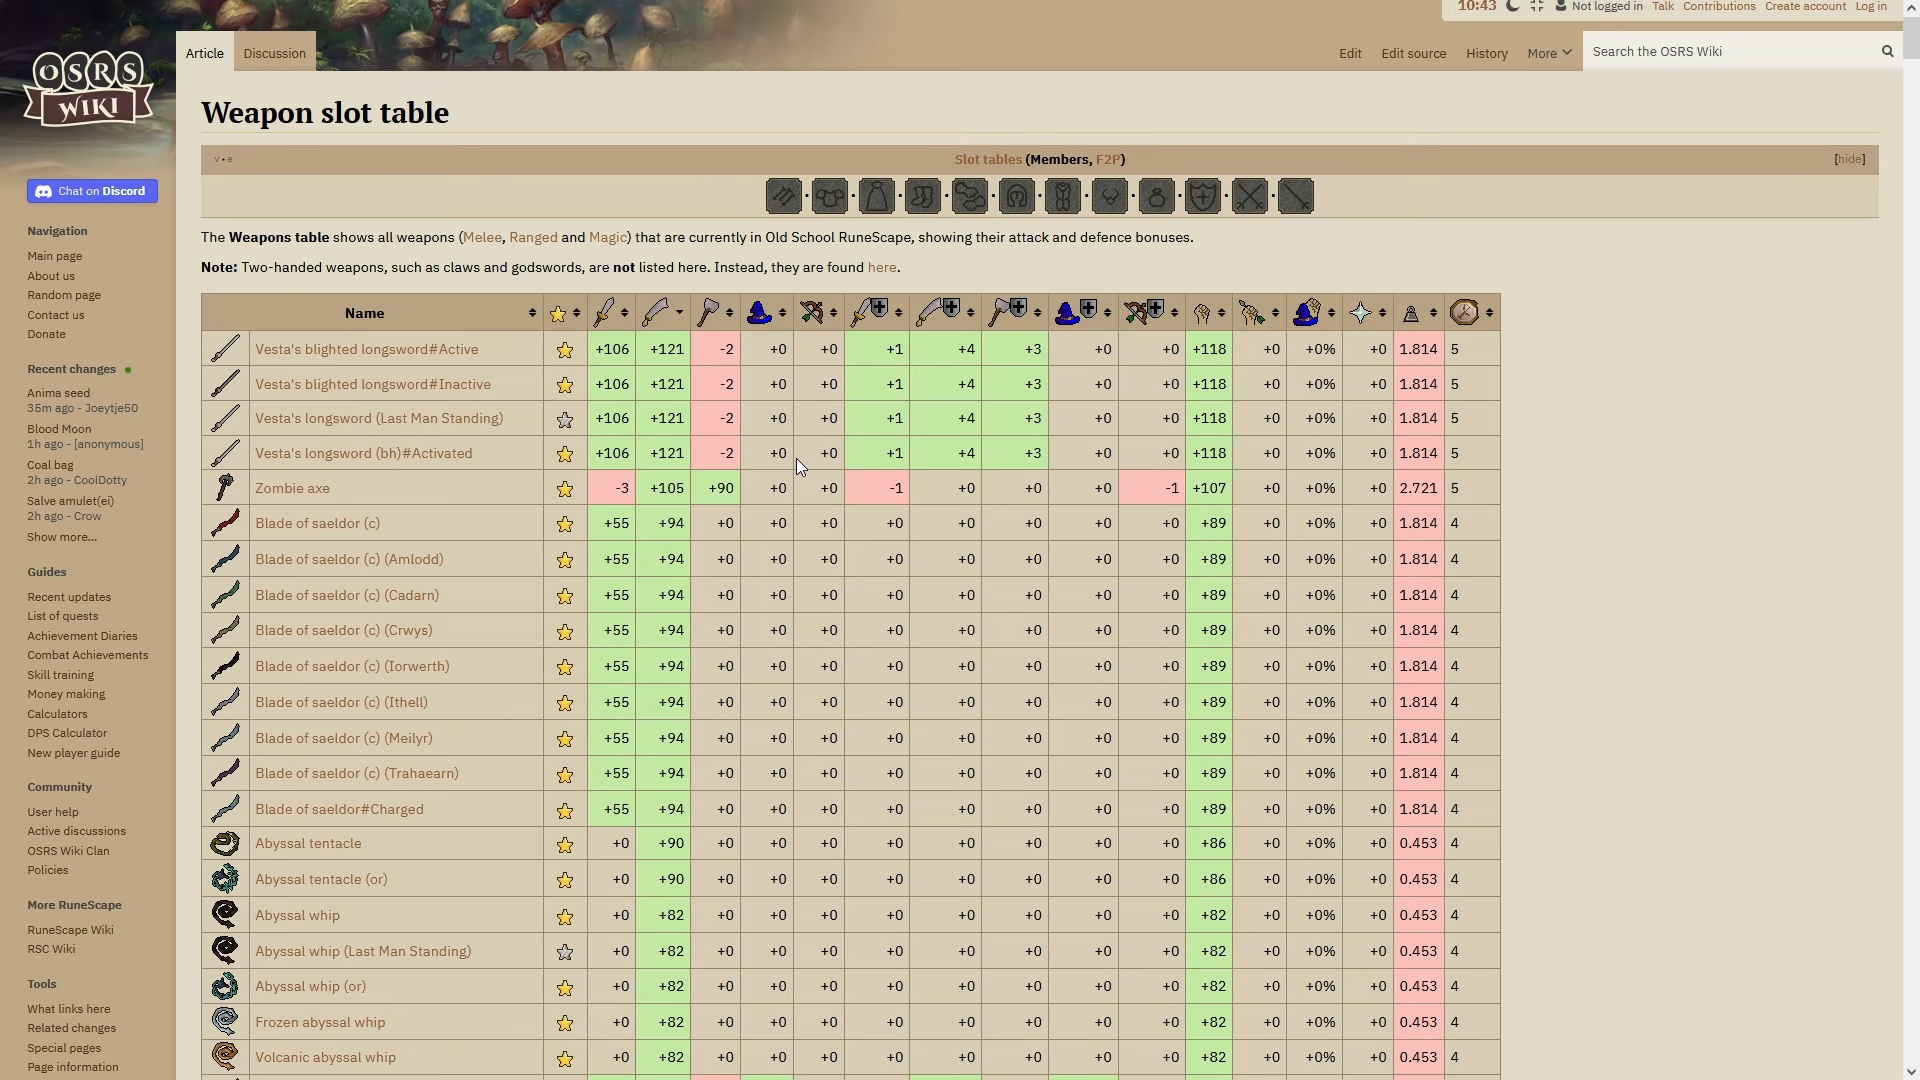 10:43 Not logged in Talk Contributions Create account Log in
OSRS
WIKI
Article Discussion Edit Edit source History More Search the OSRS Wiki
Weapon slot table
v • e Slot tables (Members, F2P) [hide]
The Weapons table shows all weapons (Melee, Ranged and Magic) that are currently in Old School RuneScape, showing their attack and defence bonuses.
Note: Two-handed weapons, such as claws and godswords, are not listed here. Instead, they are found here.
Name
Vesta's blighted longsword#Active +106 +121 -2 +0 +0 +1 +4 +3 +0 +0 +118 +0 +0% +0 1.814 5
Vesta's blighted longsword#Inactive +106 +121 -2 +0 +0 +1 +4 +3 +0 +0 +118 +0 +0% +0 1.814 5
Vesta's longsword (Last Man Standing) +106 +121 -2 +0 +0 +1 +4 +3 +0 +0 +118 +0 +0% +0 1.814 5
Vesta's longsword (bh)#Activated +106 +121 -2 +0 +0 +1 +4 +3 +0 +0 +118 +0 +0% +0 1.814 5
Zombie axe -3 +105 +90 +0 +0 -1 +0 +0 +0 -1 +107 +0 +0% +0 2.721 5
Blade of saeldor (c) +55 +94 +0 +0 +0 +0 +0 +0 +0 +0 +89 +0 +0% +0 1.814 4
Blade of saeldor (c) (Amlodd) +55 +94 +0 +0 +0 +0 +0 +0 +0 +0 +89 +0 +0% +0 1.814 4
Blade of saeldor (c) (Cadarn) +55 +94 +0 +0 +0 +0 +0 +0 +0 +0 +89 +0 +0% +0 1.814 4
Blade of saeldor (c) (Crwys) +55 +94 +0 +0 +0 +0 +0 +0 +0 +0 +89 +0 +0% +0 1.814 4
Blade of saeldor (c) (Iorwerth) +55 +94 +0 +0 +0 +0 +0 +0 +0 +0 +89 +0 +0% +0 1.814 4
Blade of saeldor (c) (Ithell) +55 +94 +0 +0 +0 +0 +0 +0 +0 +0 +89 +0 +0% +0 1.814 4
Blade of saeldor (c) (Meilyr) +55 +94 +0 +0 +0 +0 +0 +0 +0 +0 +89 +0 +0% +0 1.814 4
Blade of saeldor (c) (Trahaearn) +55 +94 +0 +0 +0 +0 +0 +0 +0 +0 +89 +0 +0% +0 1.814 4
Blade of saeldor#Charged +55 +94 +0 +0 +0 +0 +0 +0 +0 +0 +89 +0 +0% +0 1.814 4
Abyssal tentacle +0 +90 +0 +0 +0 +0 +0 +0 +0 +0 +86 +0 +0% +0 0.453 4
Abyssal tentacle (or) +0 +90 +0 +0 +0 +0 +0 +0 +0 +0 +86 +0 +0% +0 0.453 4
Abyssal whip +0 +82 +0 +0 +0 +0 +0 +0 +0 +0 +82 +0 +0% +0 0.453 4
Abyssal whip (Last Man Standing) +0 +82 +0 +0 +0 +0 +0 +0 +0 +0 +82 +0 +0% +0 0.453 4
Abyssal whip (or) +0 +82 +0 +0 +0 +0 +0 +0 +0 +0 +82 +0 +0% +0 0.453 4
Frozen abyssal whip +0 +82 +0 +0 +0 +0 +0 +0 +0 +0 +82 +0 +0% +0 0.453 4
Volcanic abyssal whip +0 +82 +0 +0 +0 +0 +0 +0 +0 +0 +82 +0 +0% +0 0.453 4
Chat on Discord
Navigation
Main page
About us
Random page
Contact us
Donate
Recent changes
Anima seed
35m ago - Joeytje50
Blood Moon
1h ago - [anonymous]
Coal bag
2h ago - CoolDotty
Salve amulet(ei)
2h ago - Crow
Show more...
Guides
Recent updates
List of quests
Achievement Diaries
Combat Achievements
Skill training
Money making
Calculators
DPS Calculator
New player guide
Community
User help
Active discussions
OSRS Wiki Clan
Policies
More RuneScape
RuneScape Wiki
RSC Wiki
Tools
What links here
Related changes
Special pages
Page information